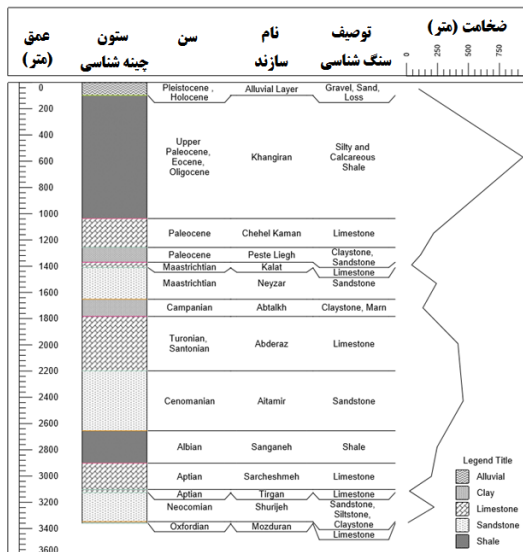 عمق
(متر)
ستون
چینه شناسی
سن
نام
سازند
توصیف
سنگ شناسی
ضخامت (متر)
0
250
500
750
0
200
400
600
800
1000
1200
1400
1600
1800
2000
2200
2400
2600
2800
3000
3200
3400
3600
Pleistocene ,
Holocene
Alluvial Layer
Gravel, Sand,
Loss
Upper
Paleocene,
Eocene,
Oligocene
Khangiran
Silty and
Calcareous
Shale
Paleocene
Chehel Kaman
Limestone
Paleocene
Peste Liegh
Claystone,
Sandstone
Maastrichtian
Kalat
Limestone
Maastrichtian
Neyzar
Sandstone
Campanian
Abtalkh
Claystone, Marn
Turonian,
Santonian
Abderaz
Limestone
Cenomanian
Aitamir
Sandstone
Albian
Sanganeh
Shale
Aptian
Sarcheshmeh
Limestone
Aptian
Tirgan
Limestone
Neocomian
Shurijeh
Sandstone,
Siltstone,
Claystone
Oxfordian
Mozduran
Limestone
Legend Title
Alluvial
Clay
Limestone
Sandstone
Shale